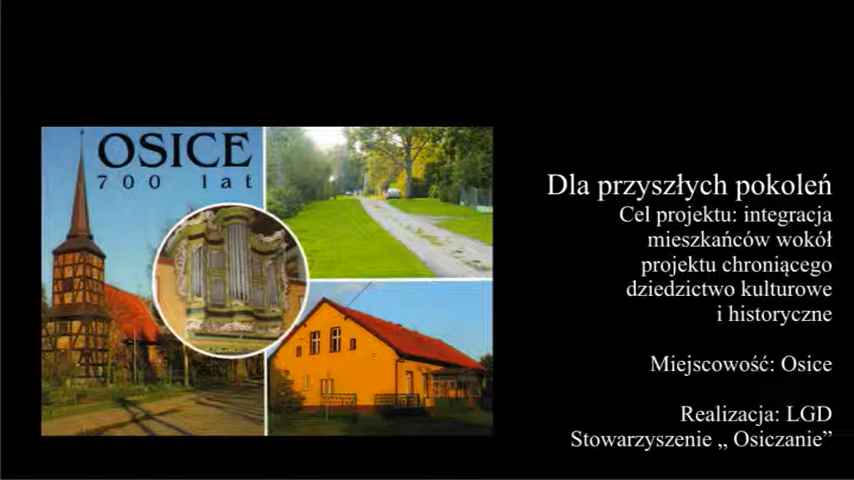 OSICE
700 lat
Dla przyszłych pokoleń
Cel projektu: integracja
mieszkańców wokół
projektu chroniącego
dziedzictwo kulturowe
i historyczne
Miejscowość: Osice
Realizacja: LGD
Stowarzyszenie „ Osiczanie”